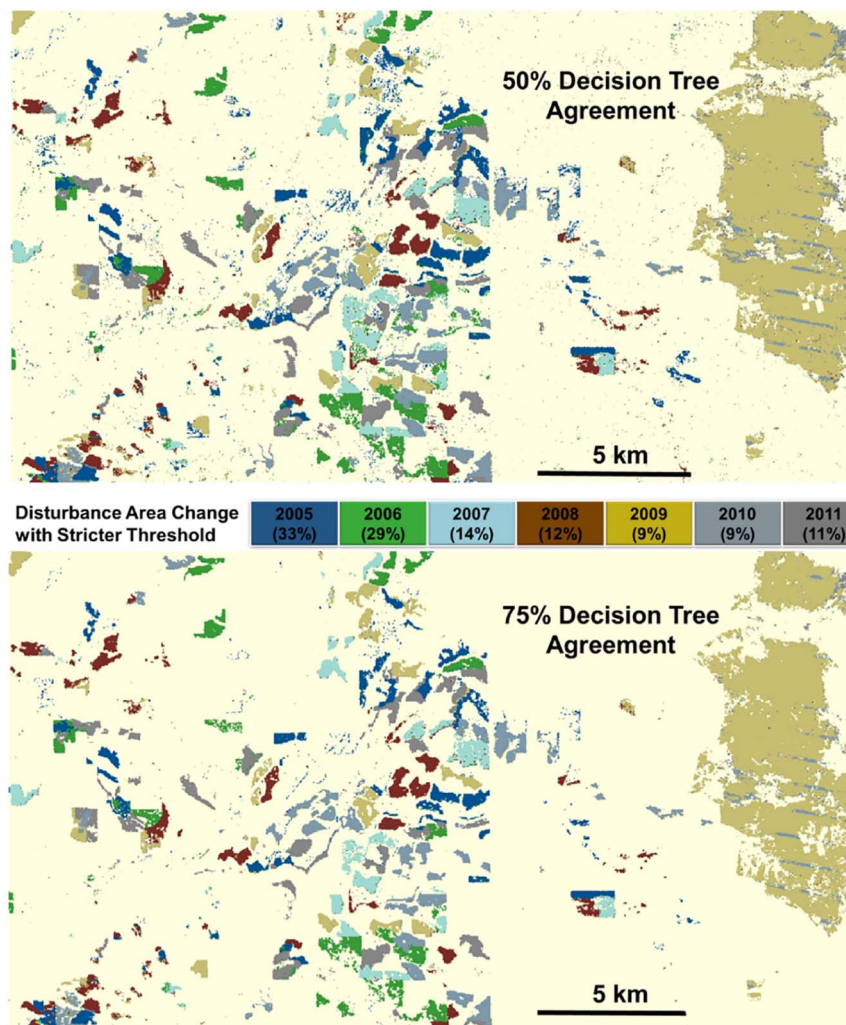 50% Decision Tree
Agreement
5 km
Disturbance Area Change
with Stricter Threshold
2005 2006 2007 2008 2009 2010 2011
(33%) (29%) (14%) (12%) (9%) (9%) (11%)
75% Decision Tree
Agreement
5 km